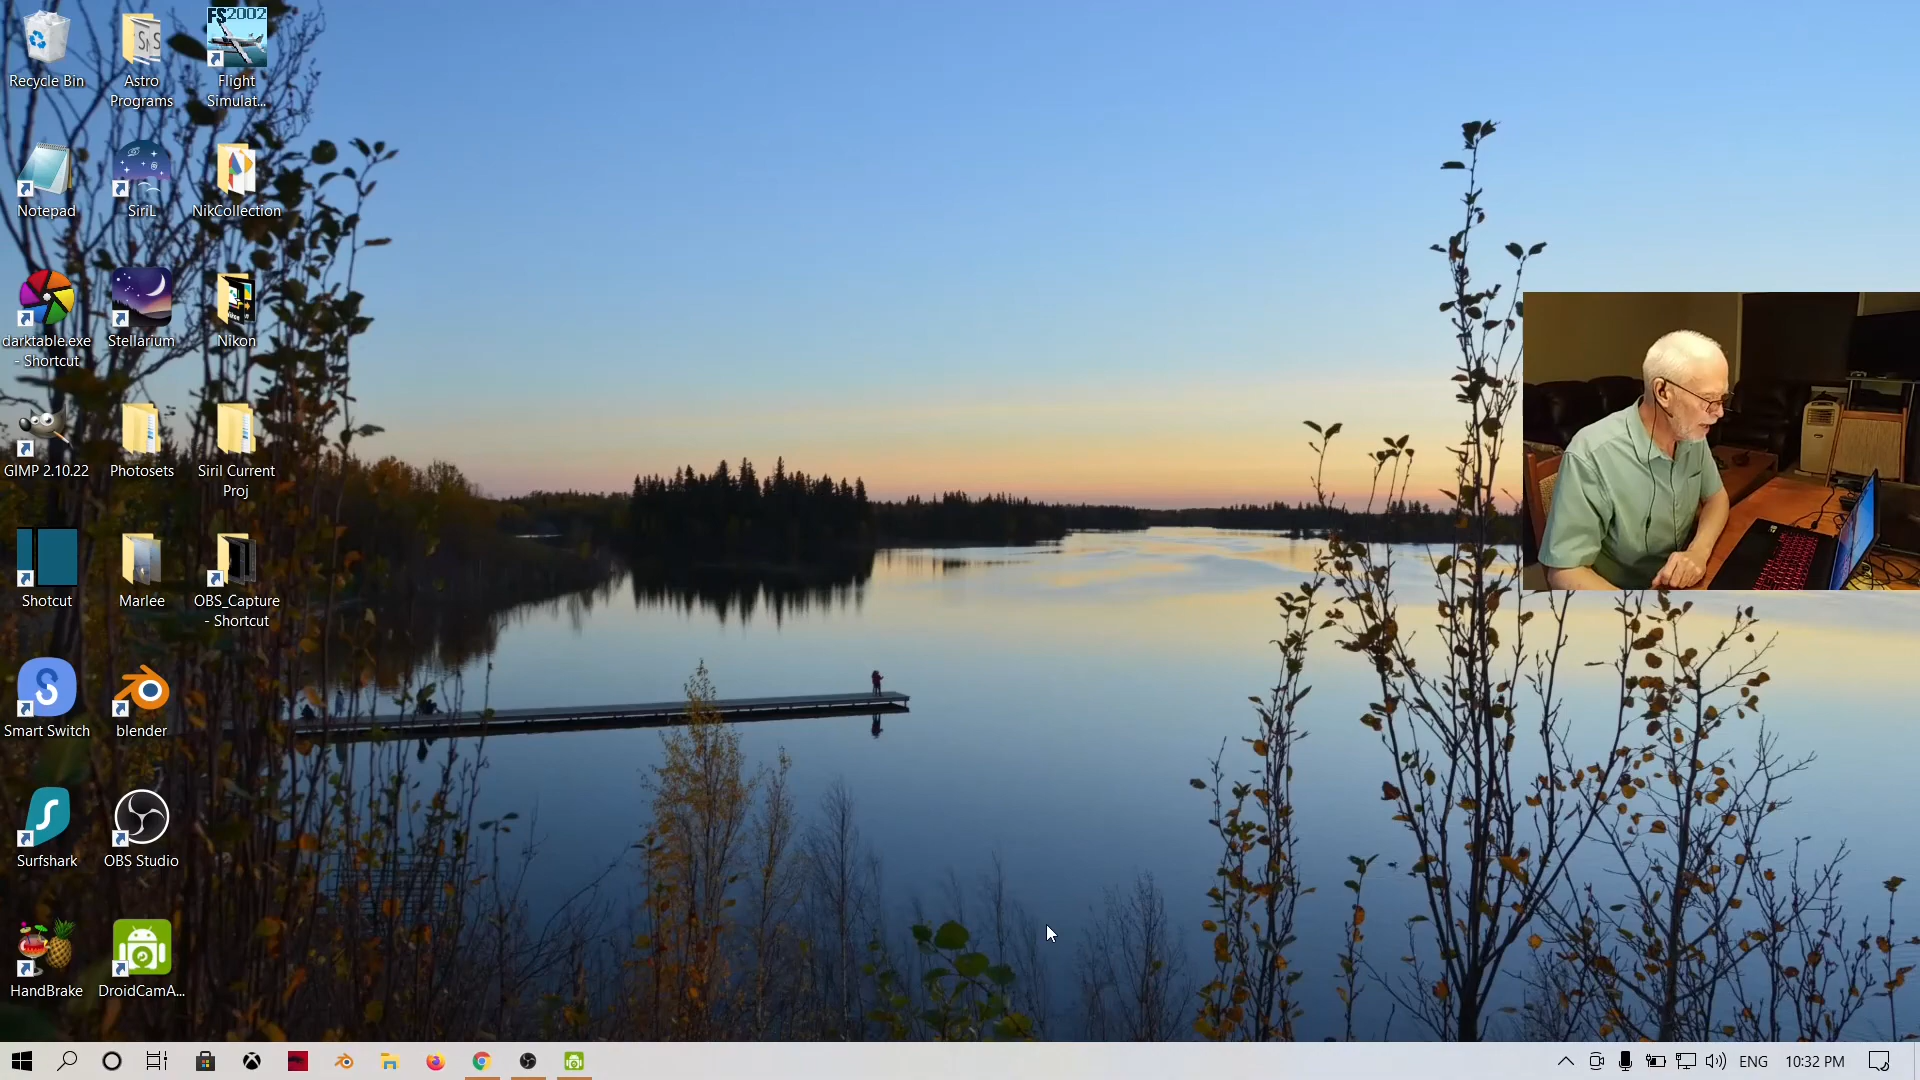 Recycle Bin
Astro
Programs
FS2002
Flight
Simulat...
Notepad
SiriL
NikCollection
darktable.exe
- Shortcut
Stellarium
Nikon
GIMP 2.10.22
Photosets
Siril Current
Proj
Shotcut
Marlee
OBS_Capture
- Shortcut
Smart Switch
blender
Surfshark
OBS Studio
HandBrake
DroidCamA...
ENG
10:32 PM